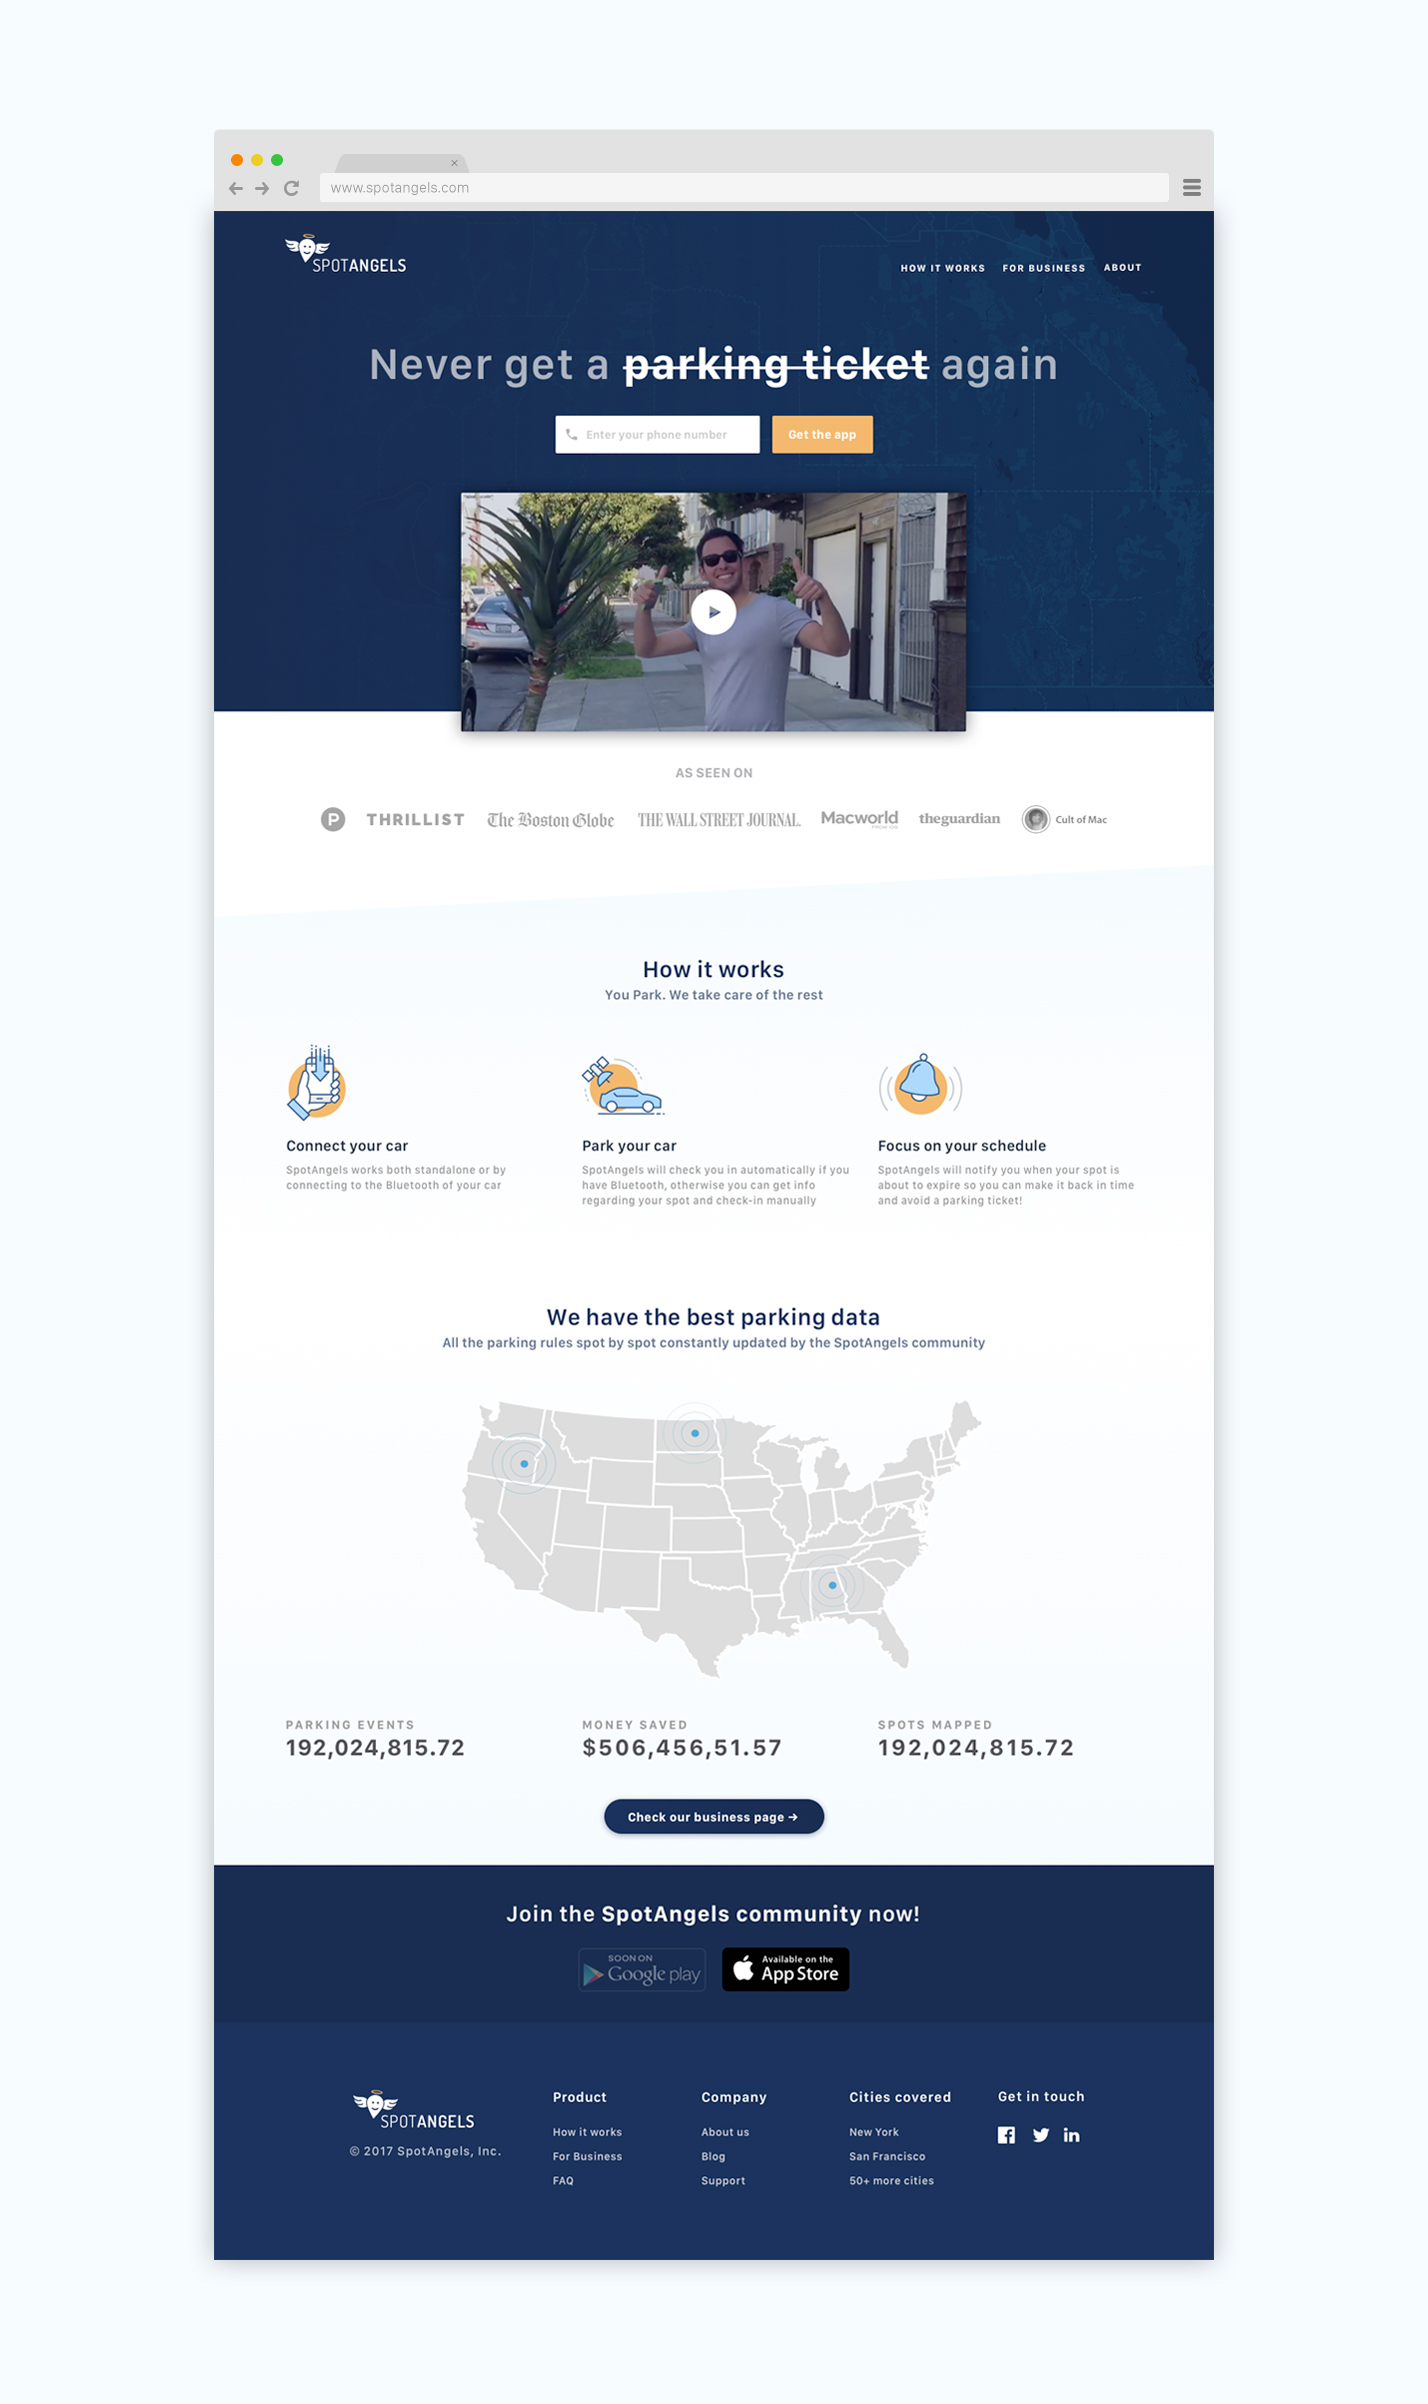 www.spotangels.com
SPOTANGELS
HOW IT WORKS FOR BUSINESS ABOUT
Never get a parking ticket again
Enter your phone number Get the app
AS SEEN ON
P THRILLIST The Boston Globe THE WALL STREET JOURNAL. Macworld theguardian Cult of Mac
How it works
You Park. We take care of the rest
Connect your car
SpotAngels works both standalone or by
connecting to the Bluetooth of your car
Park your car
SpotAngels will check you in automatically if you
have Bluetooth, otherwise you can get info
regarding your spot and check-in manually
Focus on your schedule
SpotAngels will notify you when your spot is
about to expire so you can make it back in time
and avoid a parking ticket!
We have the best parking data
All the parking rules spot by spot constantly updated by the SpotAngels community
PARKING EVENTS
192,024,815.72
MONEY SAVED
$506,456,51.57
SPOTS MAPPED
192,024,815.72
Check our business page →
Join the SpotAngels community now!
SOON ON
Google play
Available on the
App Store
SPOTANGELS
© 2017 SpotAngels, Inc.
Product
How it works
For Business
FAQ
Company
About us
Blog
Support
Cities covered
New York
San Francisco
50+ more cities
Get in touch